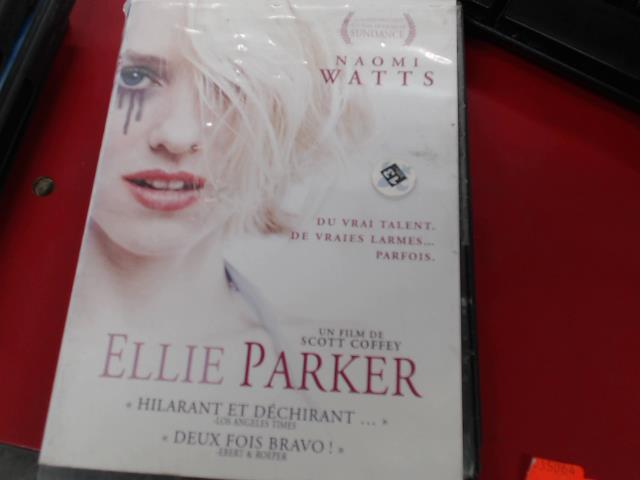 SUNDANCE
NAOMI
WATTS
DU VRAI TALENT.
DE VRAIES LARMES...
PARFOIS.
UN FILM DE
SCOTT COFFEY
ELLIE PARKER
« HILARANT ET DÉCHIRANT ... »
-LOS ANGELES TIMES
« DEUX FOIS BRAVO ! »
-EBERT & ROEPER
35064